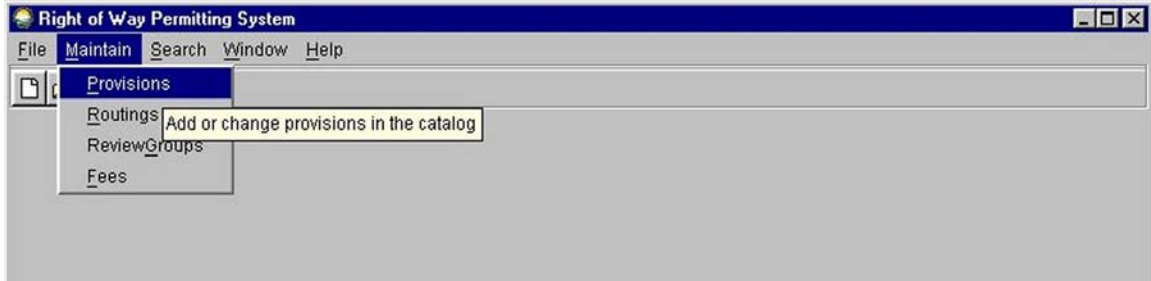 Right of Way Permitting System
File Maintain Search Window Help
Provisions
Routings
Add or change provisions in the catalog
ReviewGroups
Fees